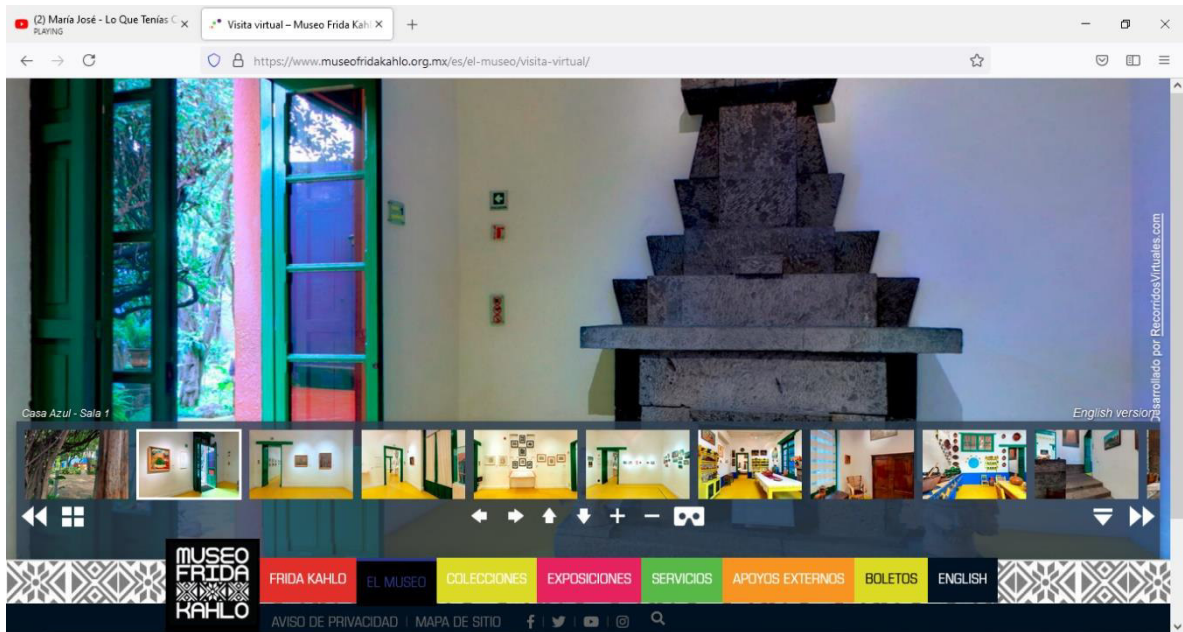 (2) María José - Lo Que Tenías C
PLAYING
Visita virtual – Museo Frida Kahl
https://www.museofridakahlo.org.mx/es/el-museo/visita-virtual/
Desarrollado por RecorridosVirtuales.com
Casa Azul - Sala 1
English version
MUSEO
FRIDA
KAHLO
FRIDA KAHLO
EL MUSEO
COLECCIONES
EXPOSICIONES
SERVICIOS
APOYOS EXTERNOS
BOLETOS
ENGLISH
AVISO DE PRIVACIDAD | MAPA DE SITIO